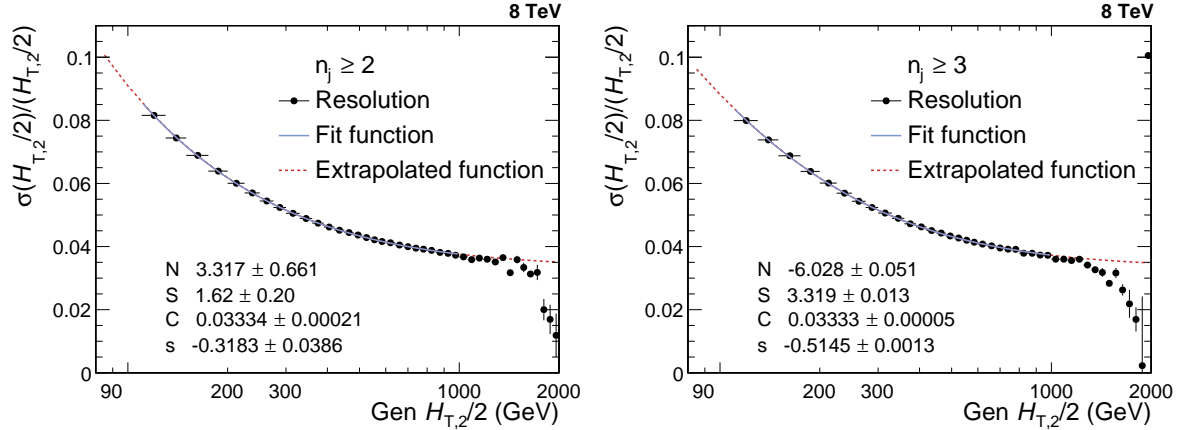 8 TeV
σ(H_T,2/2)/(H_T,2/2)
0.1
0.08
0.06
0.04
0.02
0
n_j ≥ 2
Resolution
Fit function
Extrapolated function
N 3.317 ± 0.661
S 1.62 ± 0.20
C 0.03334 ± 0.00021
s -0.3183 ± 0.0386
90 200 300 1000 2000
Gen H_T,2/2 (GeV)
8 TeV
σ(H_T,2/2)/(H_T,2/2)
0.1
0.08
0.06
0.04
0.02
0
n_j ≥ 3
Resolution
Fit function
Extrapolated function
N -6.028 ± 0.051
S 3.319 ± 0.013
C 0.03333 ± 0.00005
s -0.5145 ± 0.0013
90 200 300 1000 2000
Gen H_T,2/2 (GeV)